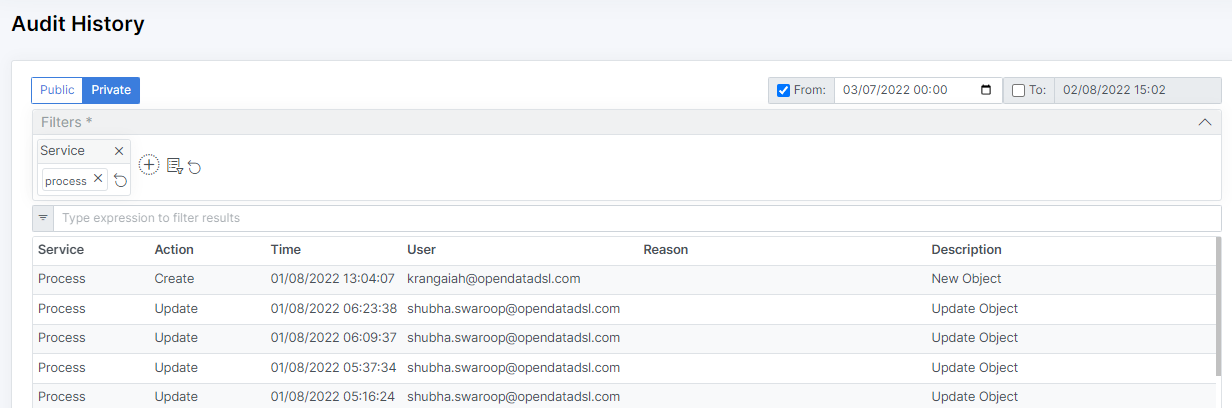 Audit History
Public Private From: 03/07/2022 00:00 To: 02/08/2022 15:02
Filters *
Service
process
Type expression to filter results
Service Action Time User Reason Description
Process Create 01/08/2022 13:04:07 krangaiah@opendatadsl.com New Object
Process Update 01/08/2022 06:23:38 shubha.swaroop@opendatadsl.com Update Object
Process Update 01/08/2022 06:09:37 shubha.swaroop@opendatadsl.com Update Object
Process Update 01/08/2022 05:37:34 shubha.swaroop@opendatadsl.com Update Object
Process Update 01/08/2022 05:16:24 shubha.swaroop@opendatadsl.com Update Object